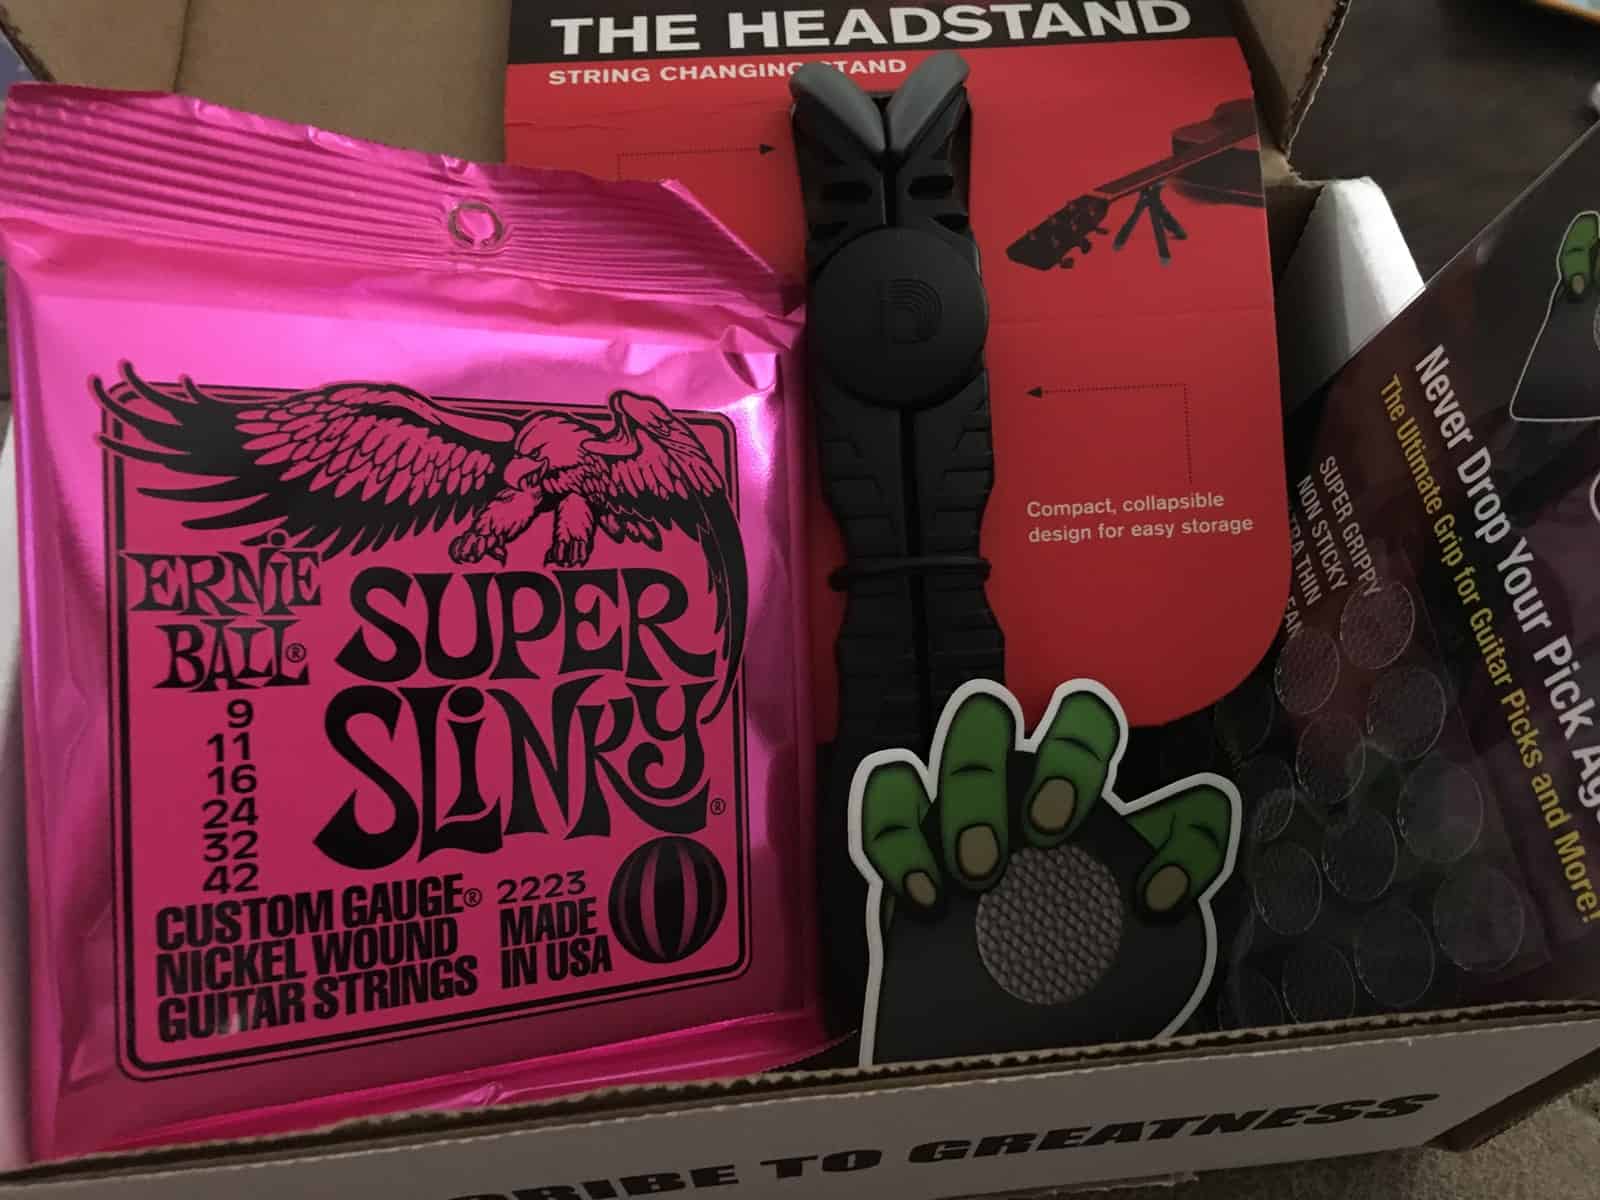 THE HEADSTAND
STRING CHANGING STAND
Compact, collapsible
design for easy storage
ERNIE
BALL®
SUPER
SLINKY®
9
11
16
24
32
42
CUSTOM GAUGE®
NICKEL WOUND
GUITAR STRINGS
2223
MADE
IN USA
Never Drop Your Pick
The Ultimate Grip for Guitar Picks and More!
SUPER GRIPPY
NON STICKY
THIN
TO GREATNESS